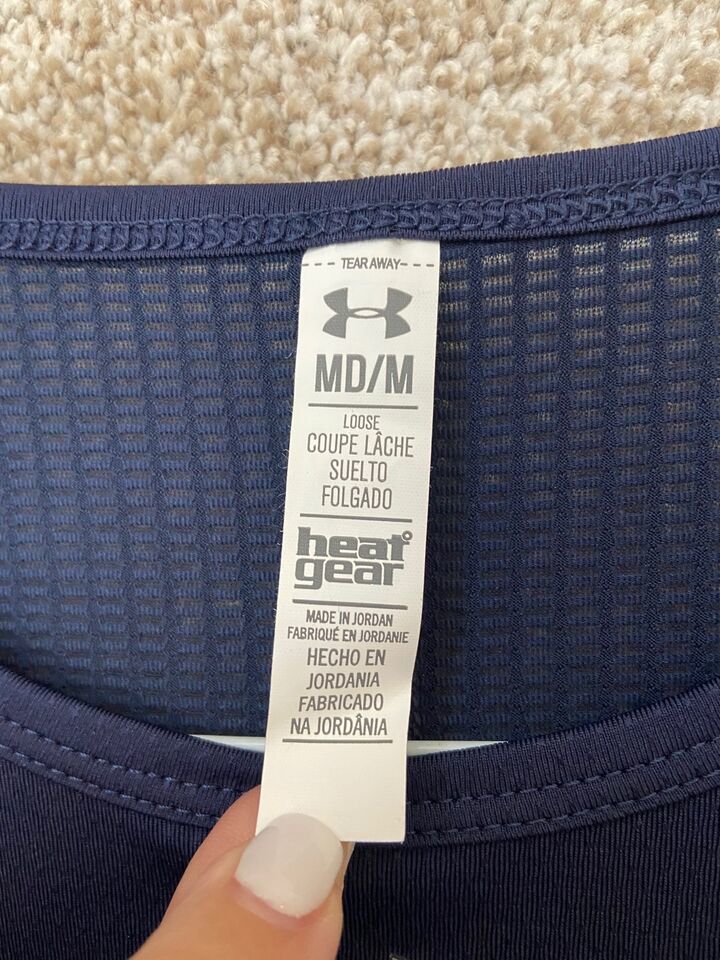 TEAR AWAY
MD/M
LOOSE
COUPE LÂCHE
SUELTO
FOLGADO
heat
gear
MADE IN JORDAN
FABRIQUÉ EN JORDANIE
HECHO EN
JORDANIA
FABRICADO
NA JORDÂNIA